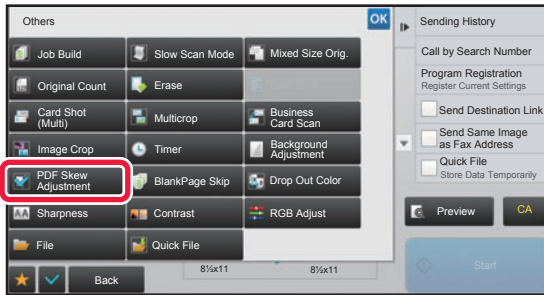 Others
OK
Job Build
Slow Scan Mode
Mixed Size Orig.
Original Count
Erase
Card Shot
(Multi)
Multicrop
Business
Card Scan
Image Crop
Timer
Background
Adjustment
PDF Skew
Adjustment
BlankPage Skip
Drop Out Color
AA Sharpness
Contrast
RGB Adjust
File
Quick File
Back
8½x11
8½x11
Sending History
Call by Search Number
Program Registration
Register Current Settings
Send Destination Link
Send Same Image
as Fax Address
Quick File
Store Data Temporarily
Preview
CA
Start